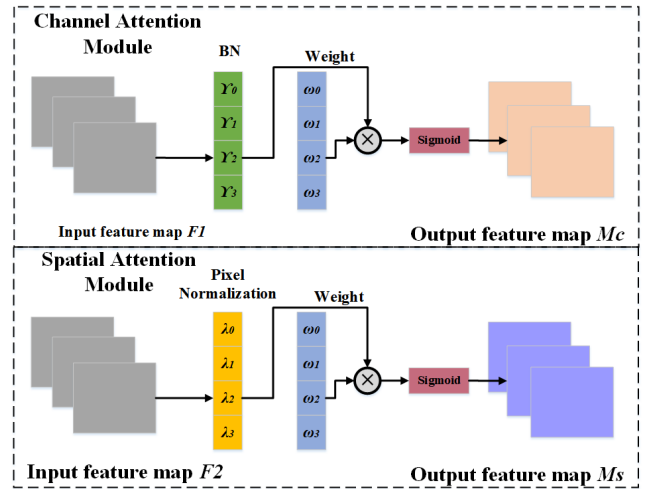 Channel Attention
Module
BN
Weight
ϒ0
ϒ1
ϒ2
ϒ3
ω0
ω1
ω2
ω3
Sigmoid
Input feature map F1
Output feature map Mc
Spatial Attention
Module
Pixel
Normalization
Weight
λ0
λ1
λ2
λ3
ω0
ω1
ω2
ω3
Sigmoid
Input feature map F2
Output feature map Ms